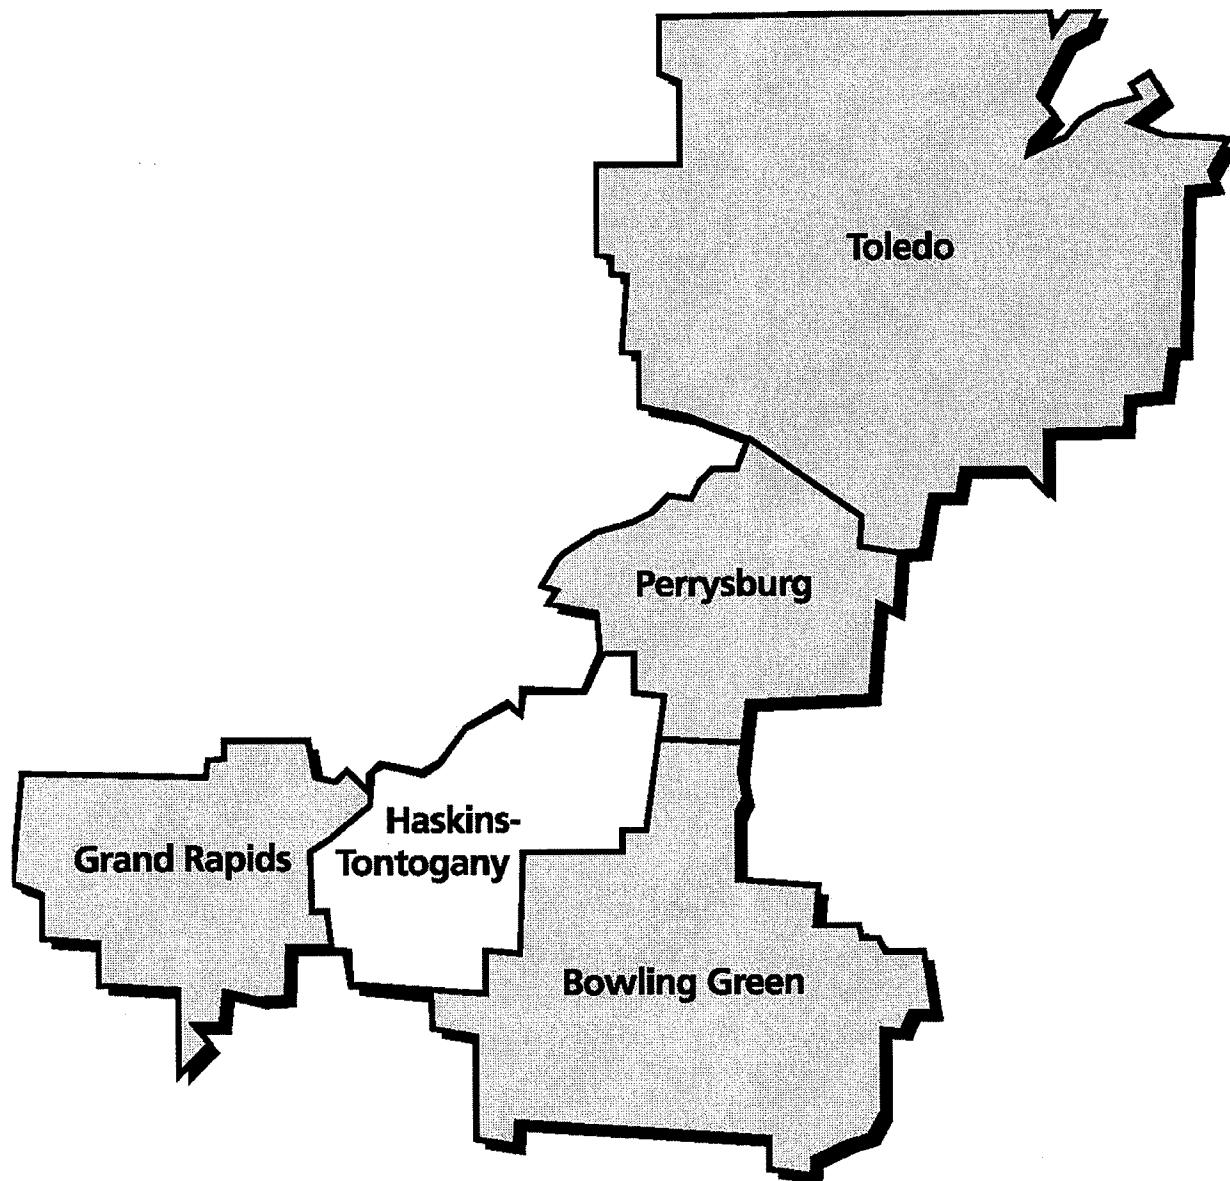 Toledo
Perrysburg
Haskins-
Tontogany
Grand Rapids
Bowling Green